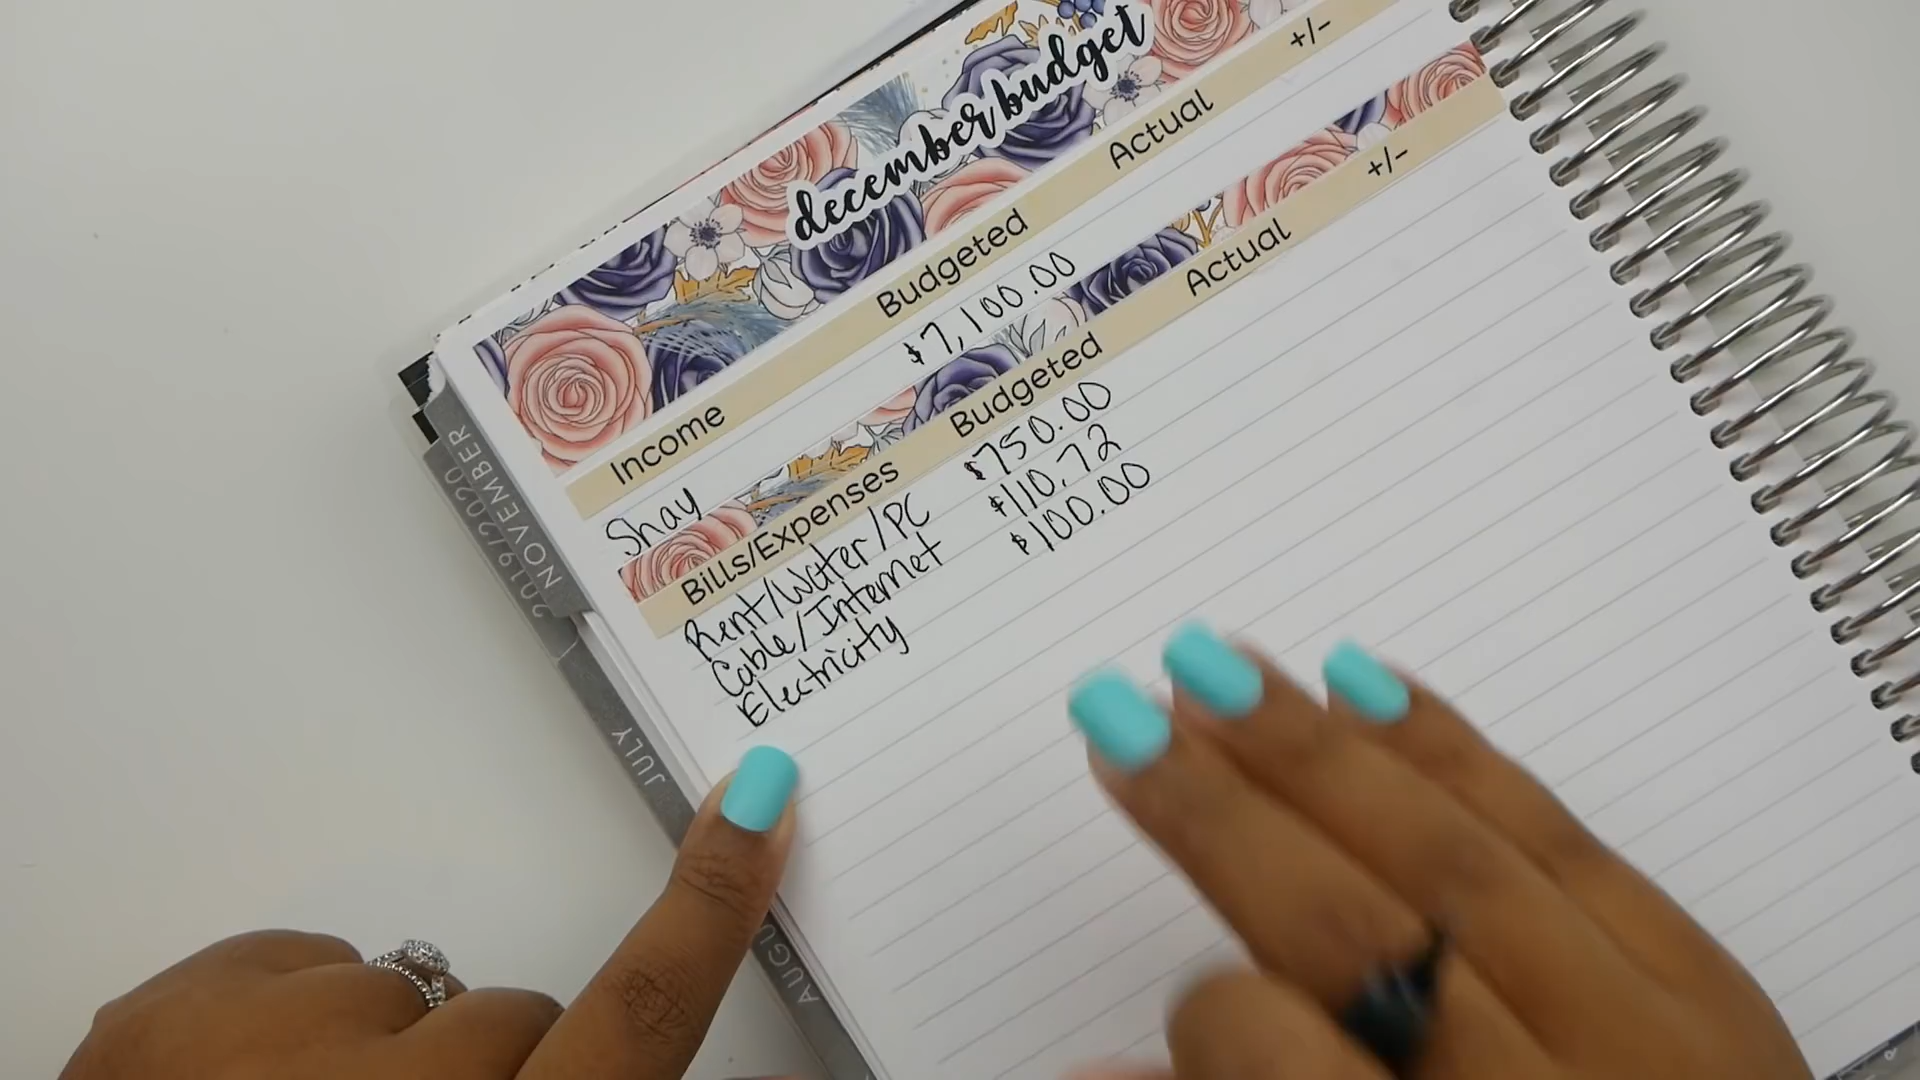 december budget
Income Budgeted Actual +/-
Shay $7,100.00
Bills/Expenses Budgeted Actual +/-
Rent/Water/PC $750.00
Cable/Internet $110.72
Electricity $100.00
2019/2020
NOVEMBER
JULY
AUGU